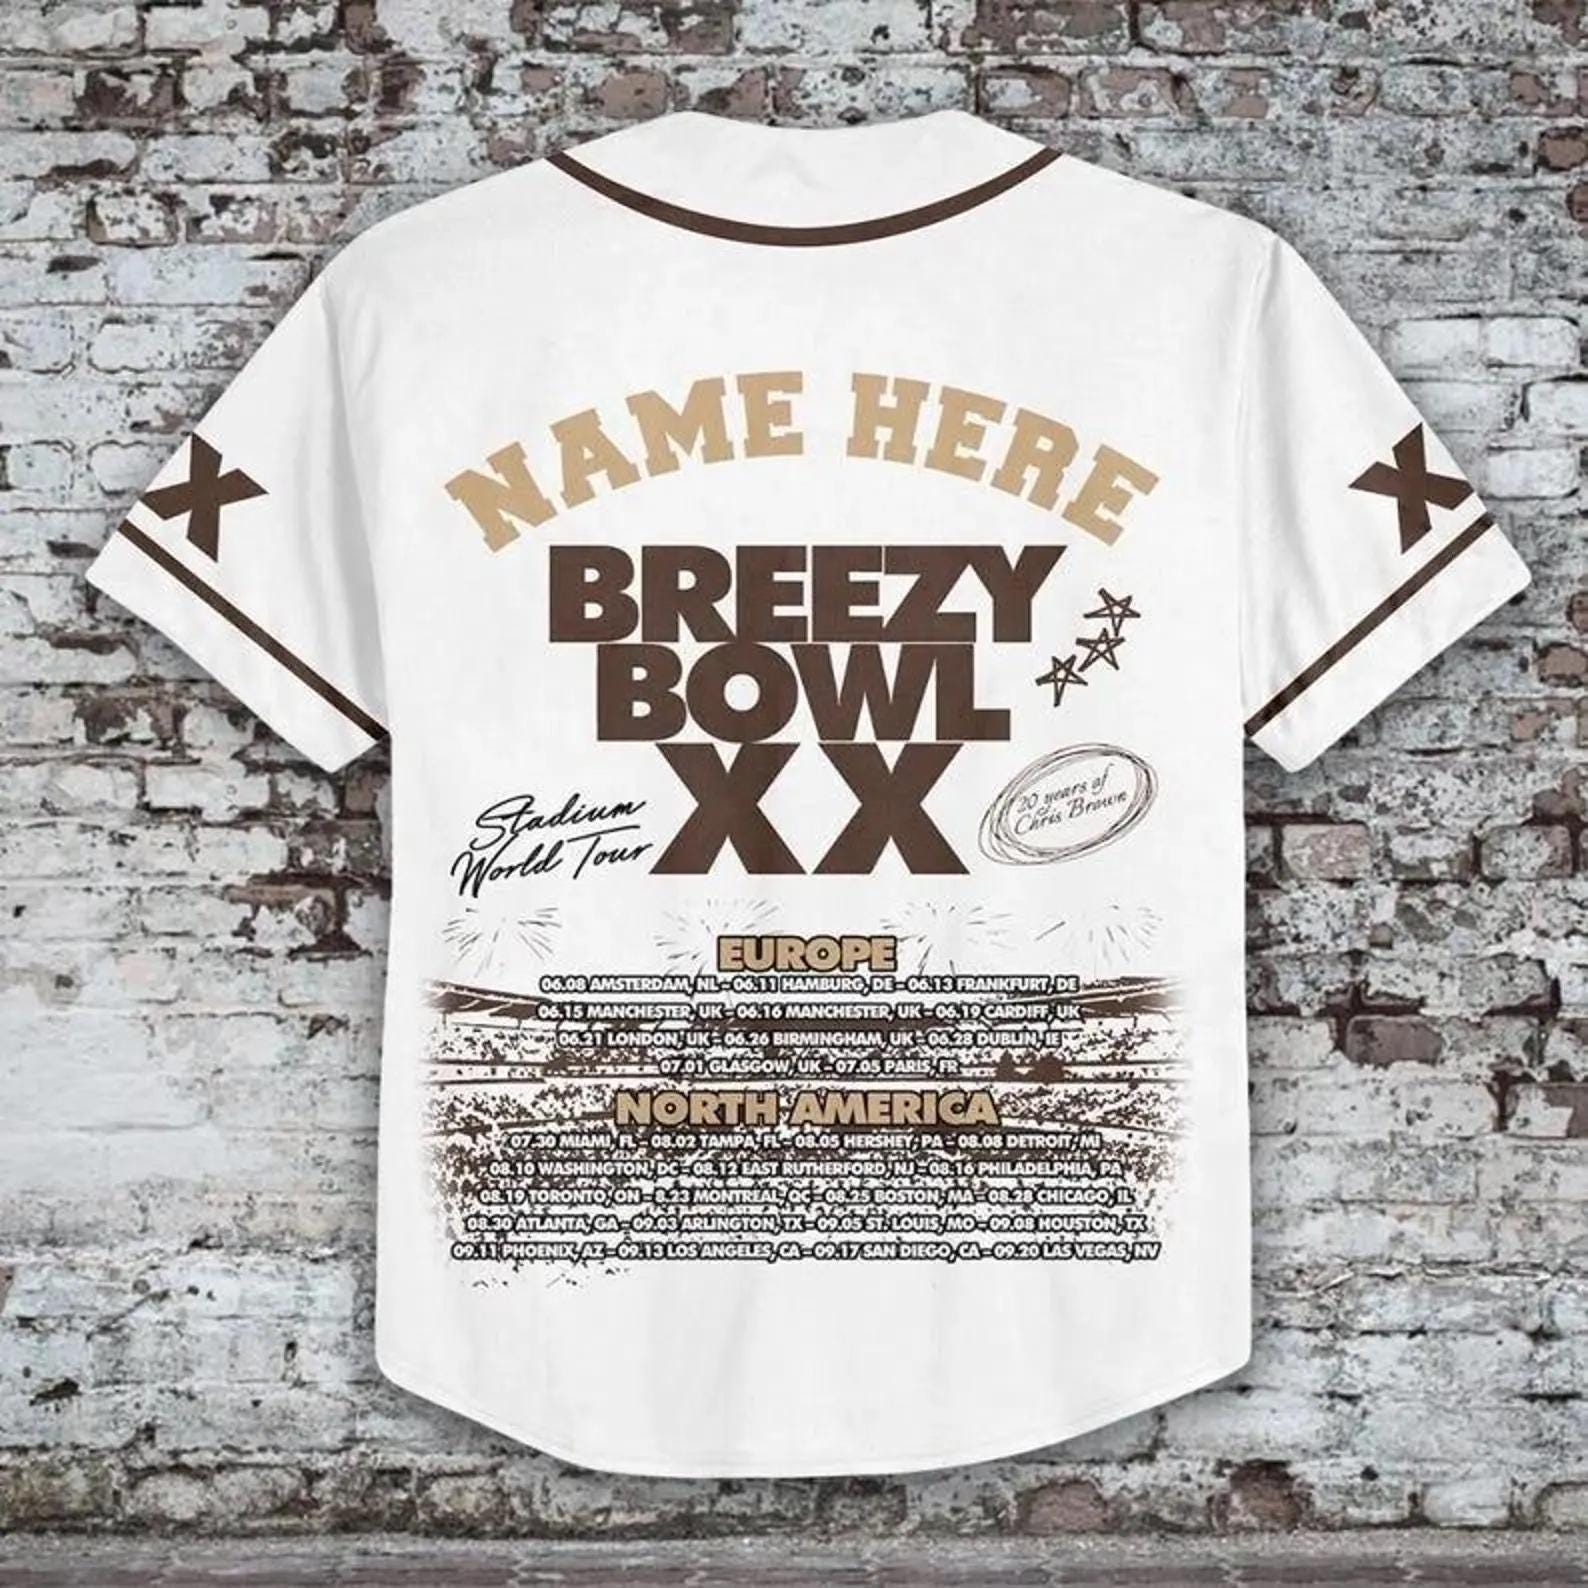 NAME HERE
X
X
BREEZY
BOWL
XX
Stadium
World Tour
20 years of
Chris Brown
EUROPE
06.08 AMSTERDAM, NL - 06.11 HAMBURG, DE - 06.13 FRANKFURT, DE
06.15 MANCHESTER, UK - 06.16 MANCHESTER, UK - 06.19 CARDIFF, UK
06.21 LONDON, UK - 06.26 BIRMINGHAM, UK - 06.28 DUBLIN, IE
07.01 GLASGOW, UK - 07.05 PARIS, FR
NORTH AMERICA
07.30 MIAMI, FL - 08.02 TAMPA, FL - 08.05 HERSHEY, PA - 08.08 DETROIT, MI
08.10 WASHINGTON, DC - 08.12 EAST RUTHERFORD, NJ - 08.16 PHILADELPHIA, PA
08.19 TORONTO, ON - 8.23 MONTREAL, QC - 08.25 BOSTON, MA - 08.28 CHICAGO, IL
08.30 ATLANTA, GA - 09.03 ARLINGTON, TX - 09.05 ST. LOUIS, MO - 09.08 HOUSTON, TX
09.11 PHOENIX, AZ - 09.13 LOS ANGELES, CA - 09.17 SAN DIEGO, CA - 09.20 LAS VEGAS, NV